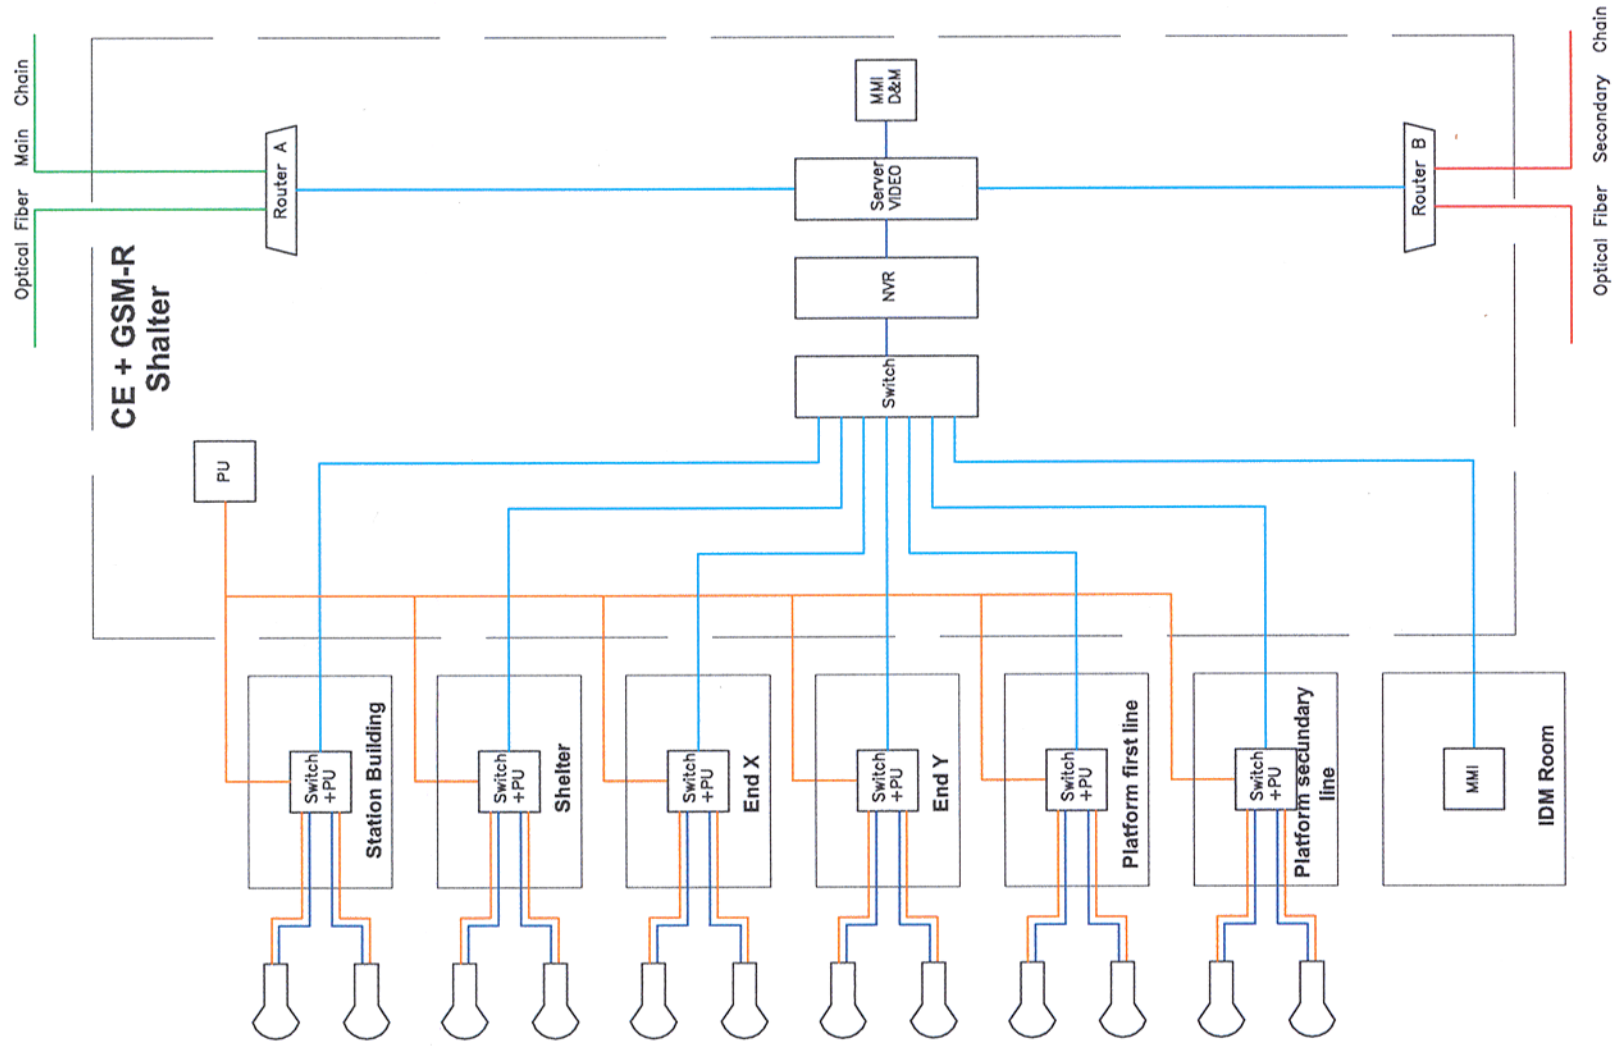 Optical Fiber Main Chain
CE + GSM-R
Shalter
Router A
MMI
D&M
Server
VIDEO
NVR
Switch
Router B
Optical Fiber Secondary Chain
PU
Switch
+PU
Station Building
Switch
+PU
Shelter
Switch
+PU
End X
Switch
+PU
End Y
Switch
+PU
Platform first line
Switch
+PU
Platform secundary
line
MMI
IDM Room